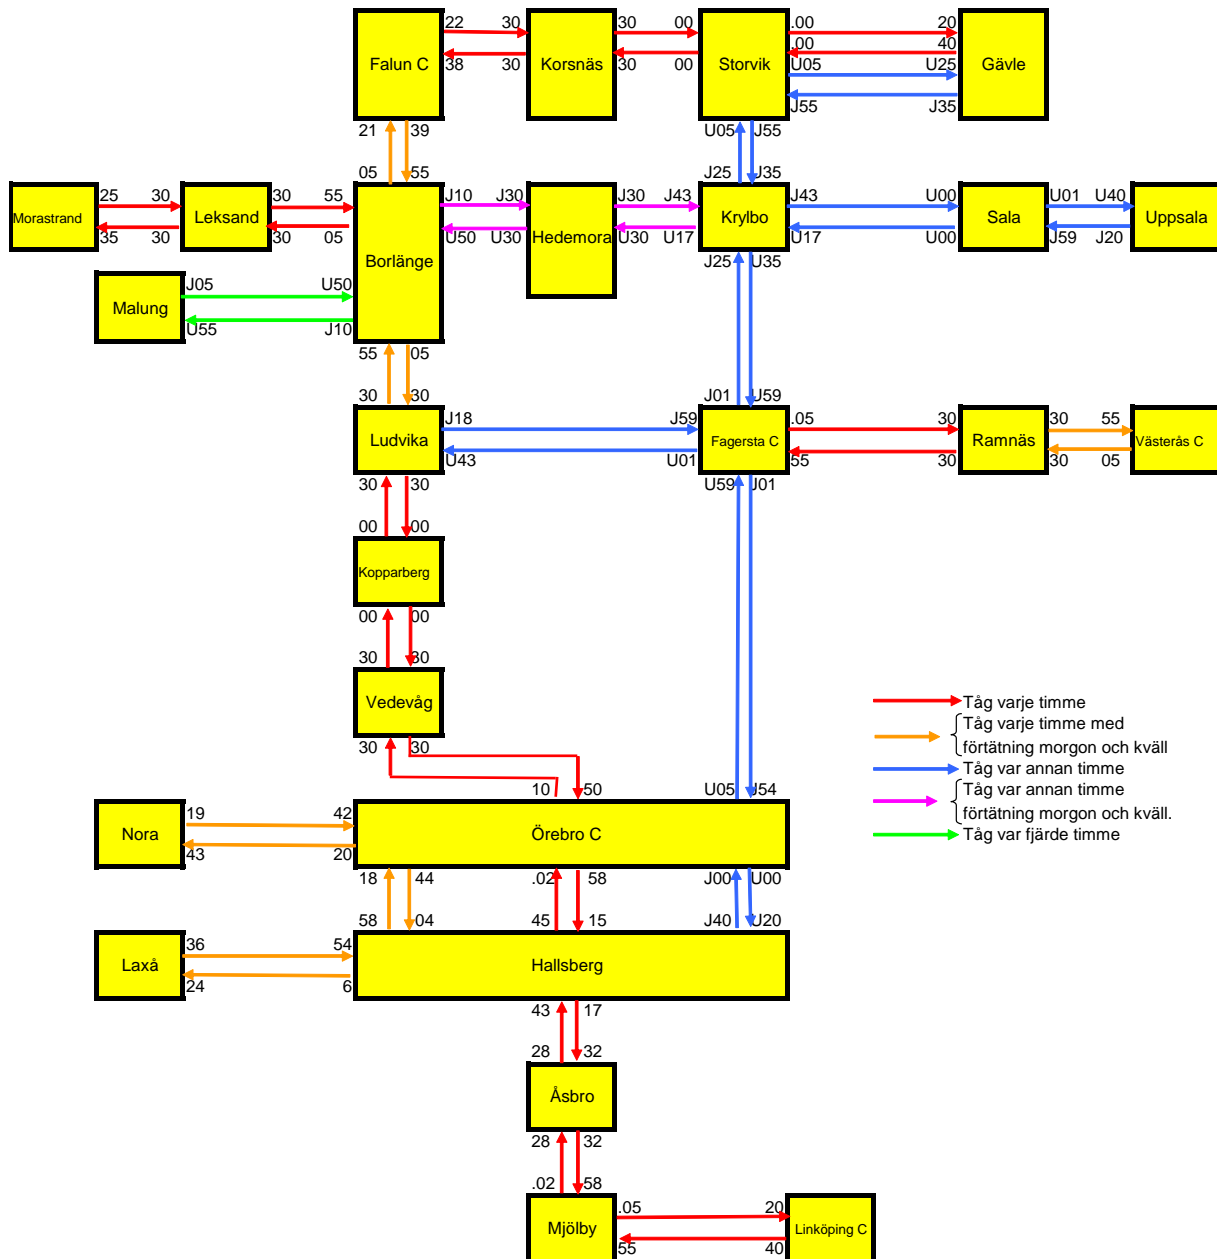 22 30 30 00 .00 20
Falun C Korsnäs Storvik Gävle
38 30 30 00 .00 40
U05 U25
J55 J35
21 39 U05 J55
05 55 J25 J35
25 30 30 55 J10 J30 J30 J43 J43 U00 U01 U40
Morastrand Leksand Borlänge Hedemora Krylbo Sala Uppsala
35 30 30 05 U50 U30 U30 U17 U17 U00 J59 J20
J25 U35
J05 U50
Malung
U55 J10
55 05
30 30 J01 U59
J18 J59 .05 30 30 55
Ludvika Fagersta C Ramnäs Västerås C
U43 U01 55 30 30 05
30 30 U59 J01
00 00
Kopparberg
00 00
30 30
Vedevåg
30 30
Tåg varje timme
Tåg varje timme med
förtätning morgon och kväll
Tåg var annan timme
Tåg var annan timme
förtätning morgon och kväll.
Tåg var fjärde timme
10 50 U05 J54
19 42
Nora Örebro C
43 20
18 44 .02 58 J00 U00
58 04 45 15 J40 U20
36 54
Laxå Hallsberg
24 6
43 17
28 32
Åsbro
28 32
.02 58
.05 20
Mjölby Linköping C
55 40